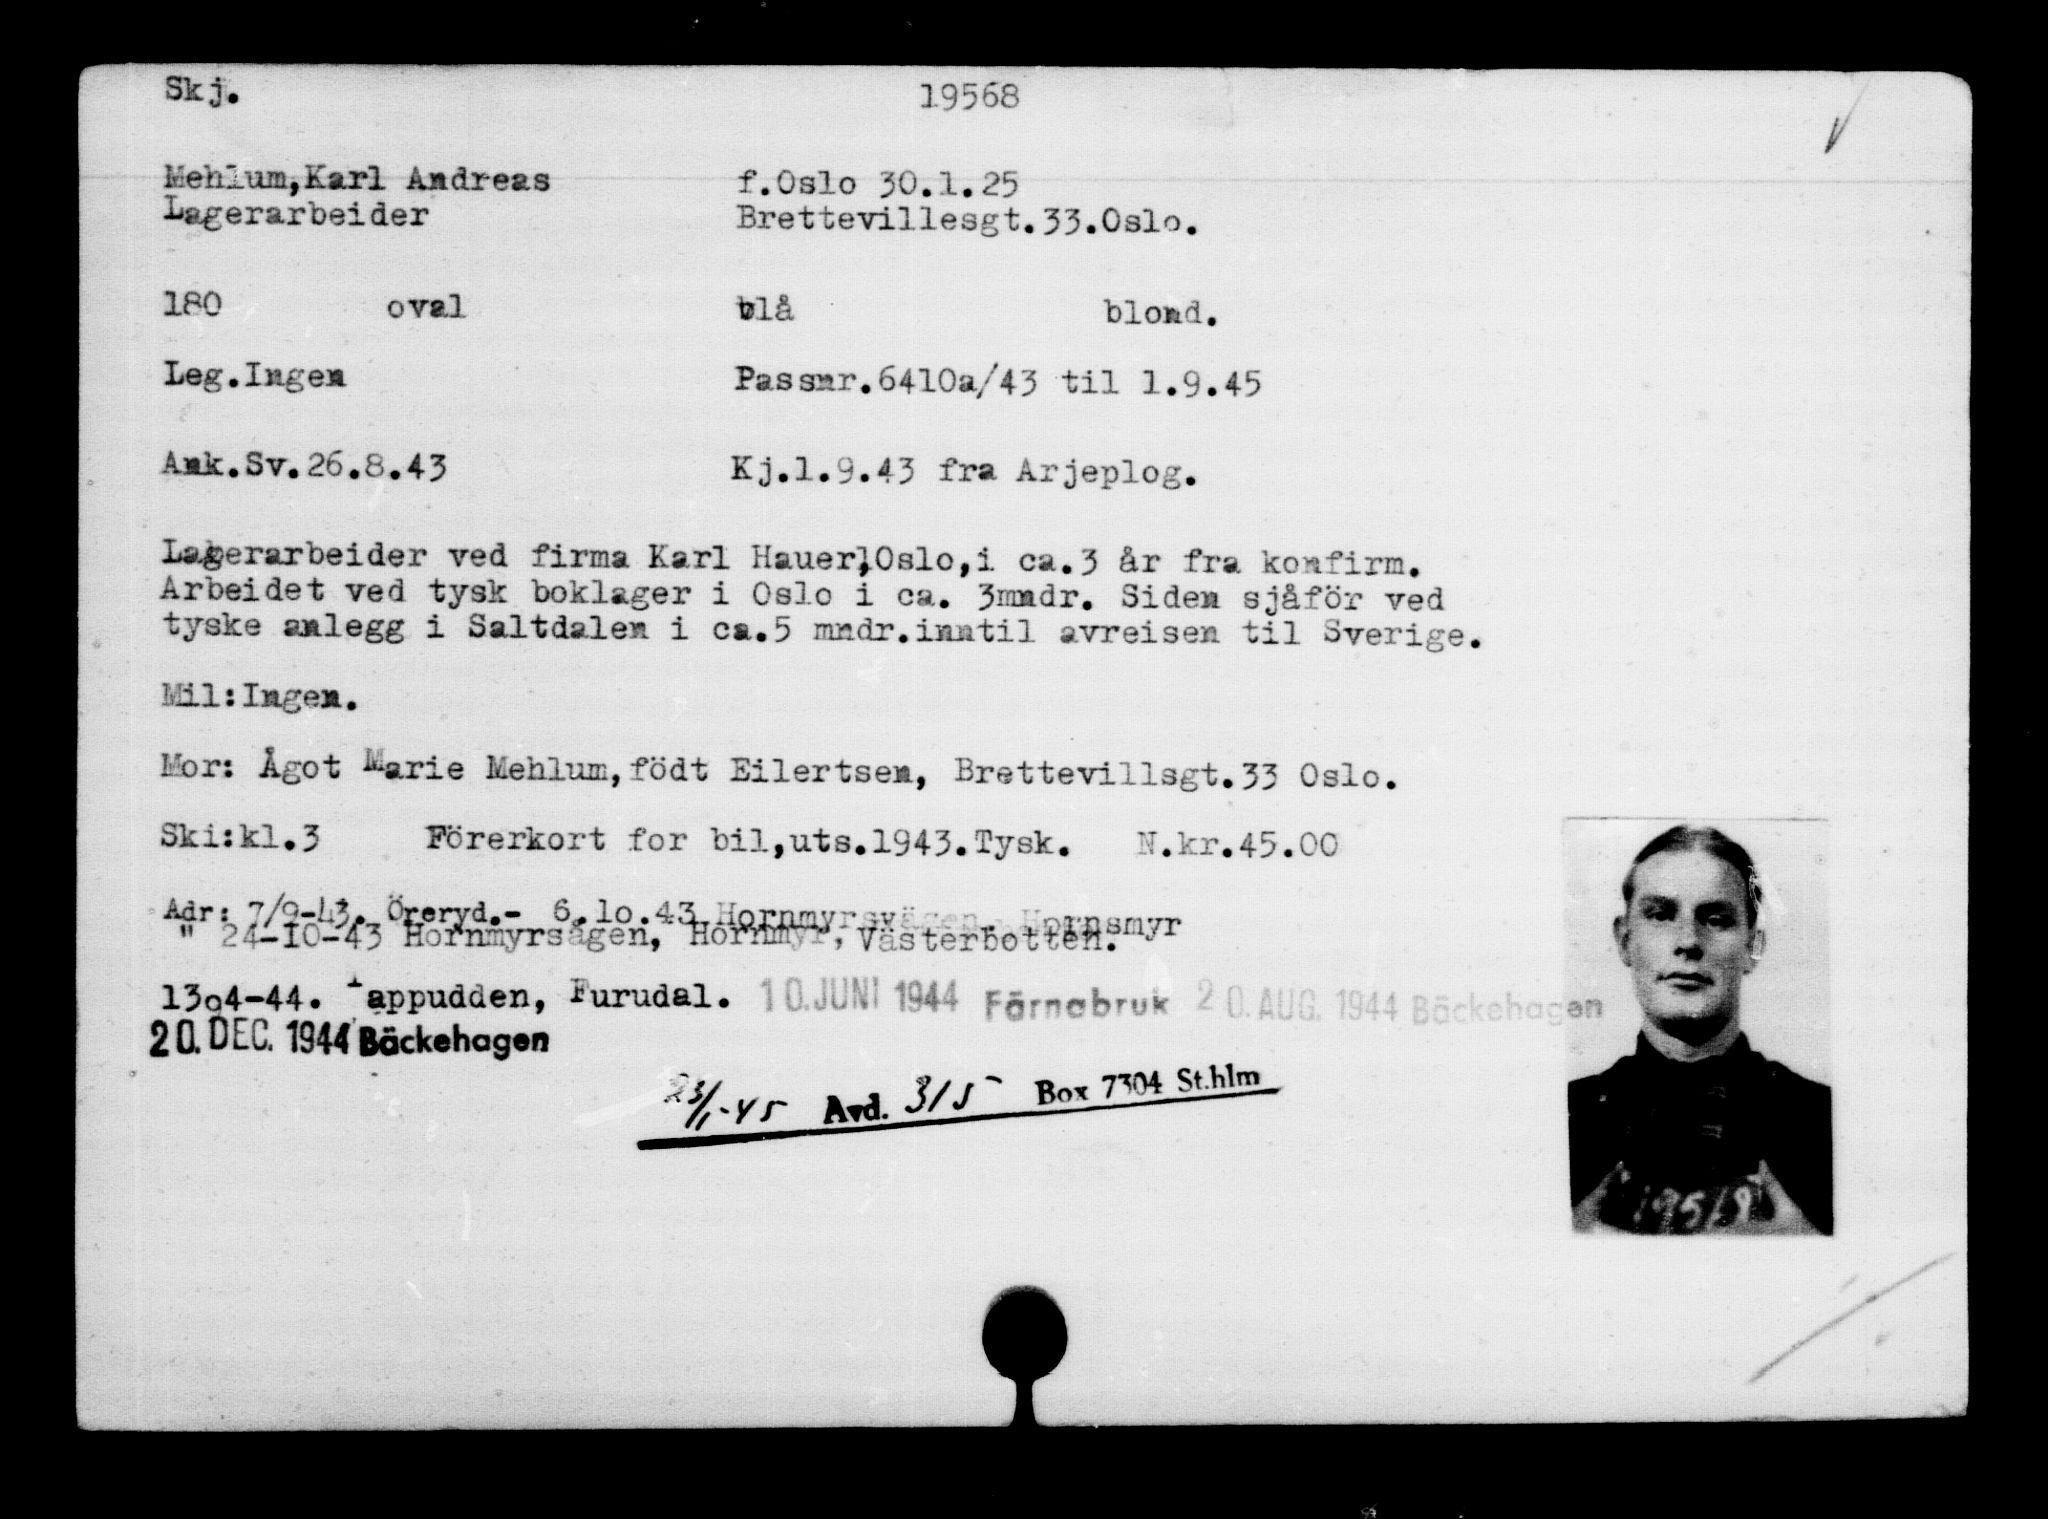 Skj. 19568
Mehlum,Karl Andreas f.Oslo 30.1.25
Lagerarbeider Brettevillesgt.33.Oslo.
180 oval blå blond.
Leg.Ingen Passnr.6410a/43 til 1.9.45
Ank.Sv.26.8.43 Kj.1.9.43 fra Arjeplog.
Lagerarbeider ved firma Karl Hauer,Oslo,i ca.3 år fra konfirm.
Arbeidet ved tysk boklager i Oslo i ca. 3mndr. Siden sjåför ved
tyske anlegg i Saltdalen i ca.5 mndr.inntil avreisen til Sverige.
Mil:Ingen.
Mor: Ågot Marie Mehlum,födt Eilertsen, Brettevillsgt.33 Oslo.
Ski:kl.3 Förerkort for bil,uts.1943.Tysk. N.kr.45.00
Adr: 7/9-43. Öreryd.- 6.10.43 Hornmyrsvägen. Hornsmyr
" 24-10-43 Hornmyrsågen, Hornmyr, Västerbotten.
1394-44. Tappudden, Furudal. 10.JUNI 1944 Färnabruk 20.AUG. 1944 Bäckehagen
20.DEC. 1944 Bäckehagen
23/1-45 Avd. 315 Box 7304 St.hlm